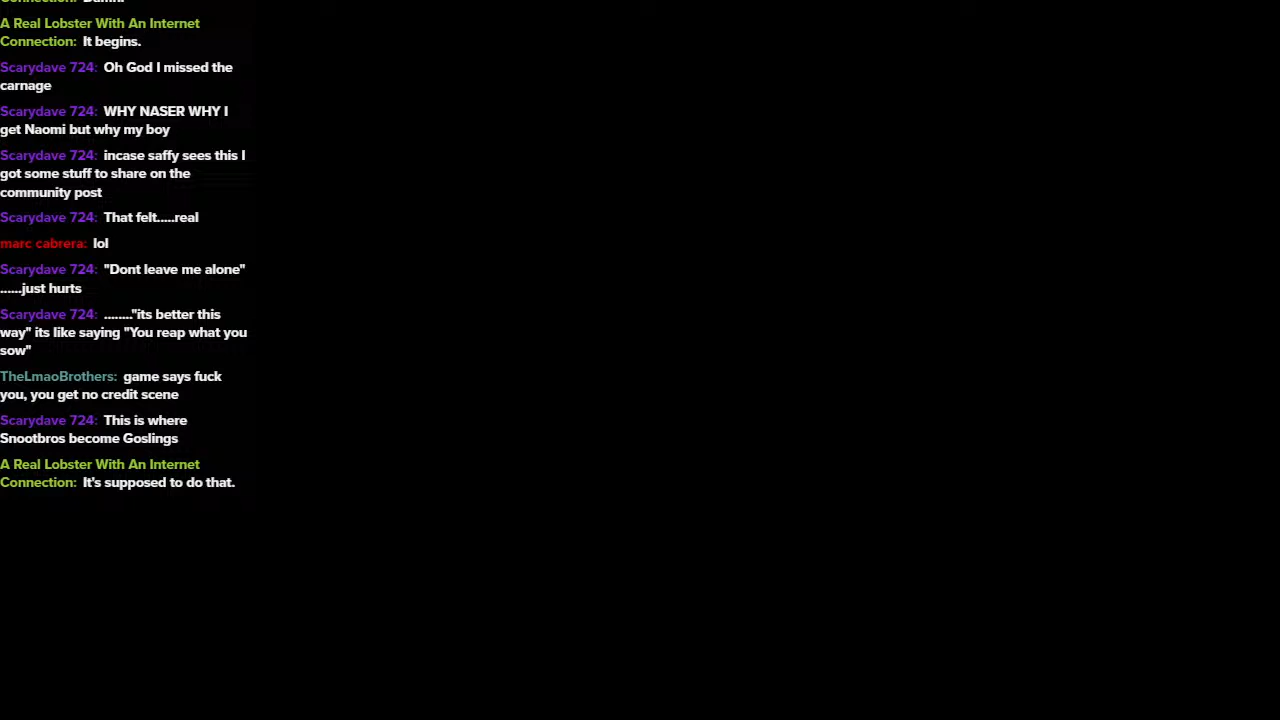 A Real Lobster With An Internet
Connection: It begins.
Scarydave 724: Oh God I missed the
carnage
Scarydave 724: WHY NASER WHY I
get Naomi but why my boy
Scarydave 724: incase saffy sees this I
got some stuff to share on the
community post
Scarydave 724: That felt.....real
marc cabrera: lol
Scarydave 724: "Dont leave me alone"
......just hurts
Scarydave 724: ........"its better this
way" its like saying "You reap what you
sow"
TheLmaoBrothers: game says fuck
you, you get no credit scene
Scarydave 724: This is where
Snootbros become Goslings
A Real Lobster With An Internet
Connection: It's supposed to do that.